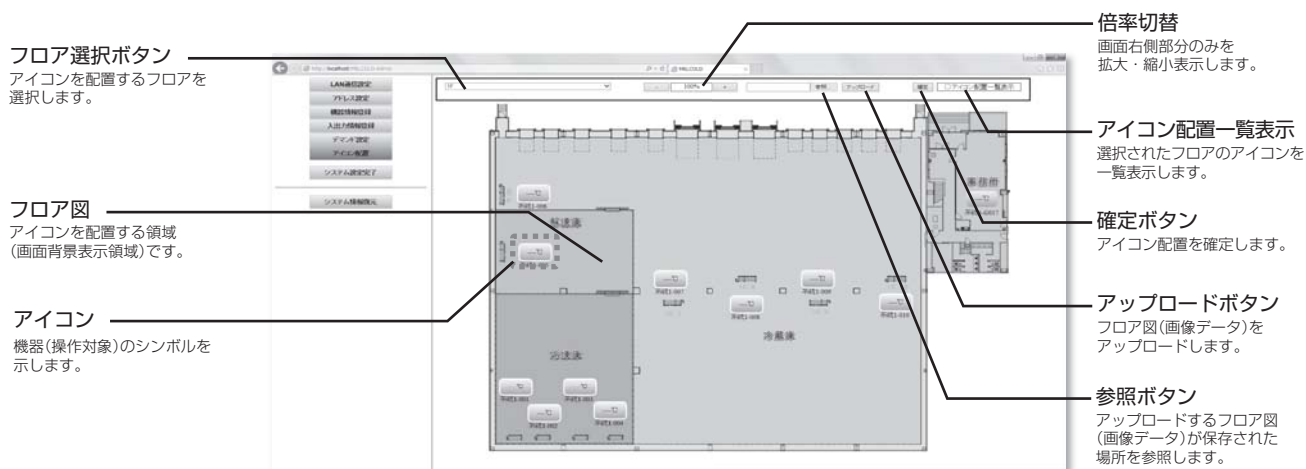 フロア選択ボタン
アイコンを配置するフロアを
選択します。
フロア図
アイコンを配置する領域
(画面背景表示領域)です。
アイコン
機器(操作対象)のシンボルを
示します。
LAN通信設定
アドレス設定
機器情報登録
入出力情報登録
デマンド設定
アイコン配置
システム設定完了
システム情報復元
1F
-
100%
+
参照
アップロード
確定
アイコン配置一覧表示
事務所
解凍庫
冷蔵庫
冷凍庫
倍率切替
画面右側部分のみを
拡大・縮小表示します。
アイコン配置一覧表示
選択されたフロアのアイコンを
一覧表示します。
確定ボタン
アイコン配置を確定します。
アップロードボタン
フロア図(画像データ)を
アップロードします。
参照ボタン
アップロードするフロア図
(画像データ)が保存された
場所を参照します。